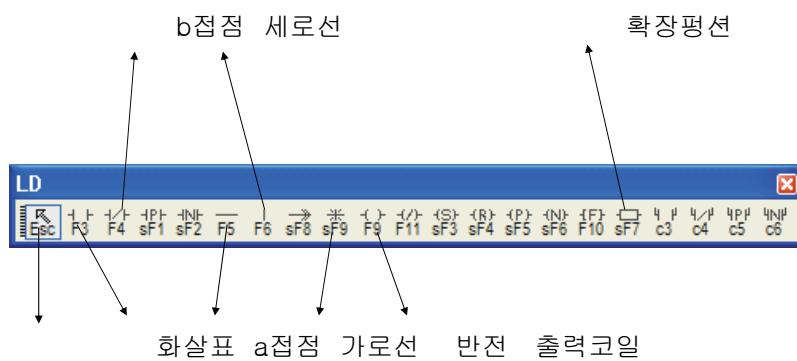 b접점 세로선 확장펑션
LD
Esc F3 F4 sF1 sF2 F5 F6 sF8 sF9 F9 F11 sF3 sF4 sF5 sF6 F10 sF7 c3 c4 c5 c6
화살표 a접점 가로선 반전 출력코일